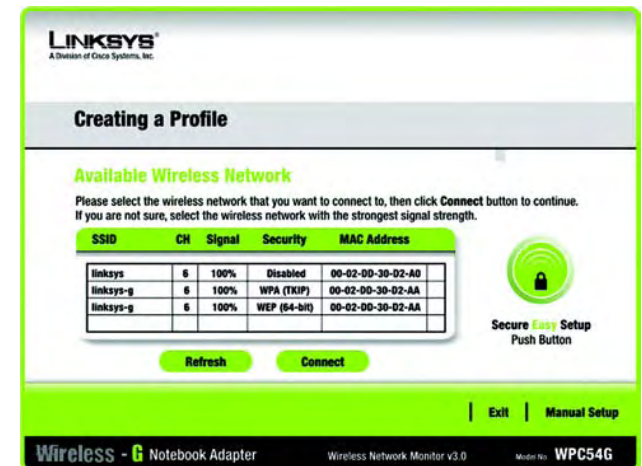 LINKSYS®
A Division of Cisco Systems, Inc.
Creating a Profile
Available Wireless Network
Please select the wireless network that you want to connect to, then click Connect button to continue.
If you are not sure, select the wireless network with the strongest signal strength.
SSID CH Signal Security MAC Address
linksys 6 100% Disabled 00-02-DD-30-D2-A0
linksys-g 6 100% WPA (TKIP) 00-02-DD-30-D2-AA
linksys-g 6 100% WEP (64-bit) 00-02-DD-30-D2-AA
Secure Easy Setup
Push Button
Refresh Connect
Exit Manual Setup
Wireless - G Notebook Adapter Wireless Network Monitor v3.0 Model No. WPC54G